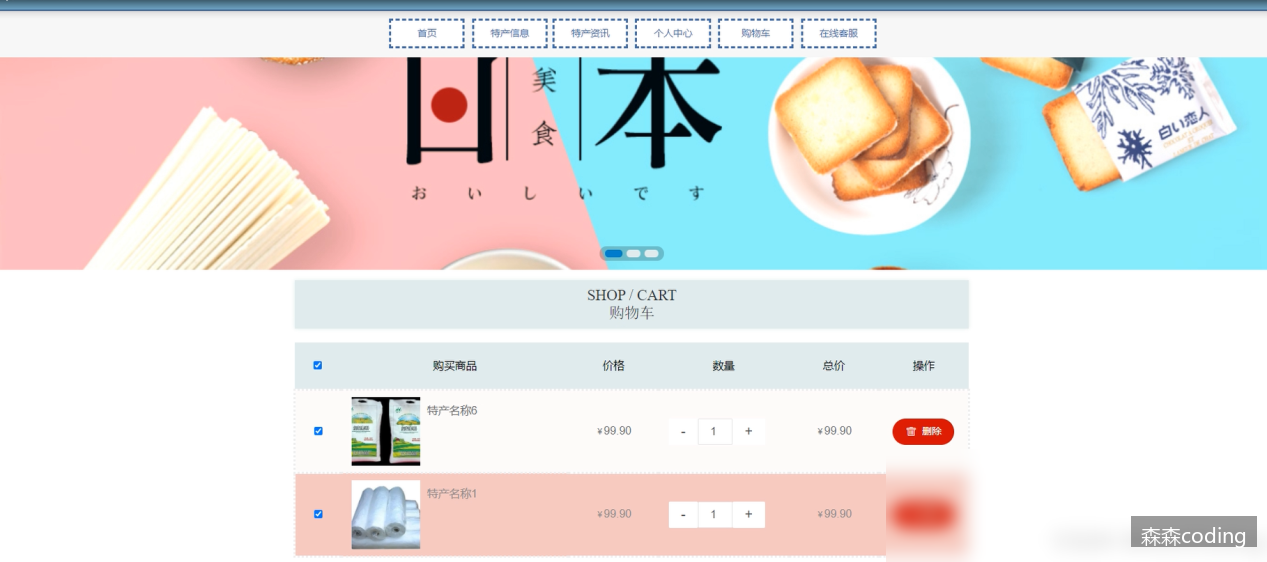 首页 特产信息 特产资讯 个人中心 购物车 在线客服
日本
美食
おいしいです
白い恋人
SHOP / CART
购物车
购买商品 价格 数量 总价 操作
特产名称6
¥99.90 - 1 + ¥99.90 删除
特产名称1
¥99.90 - 1 + ¥99.90
森森coding